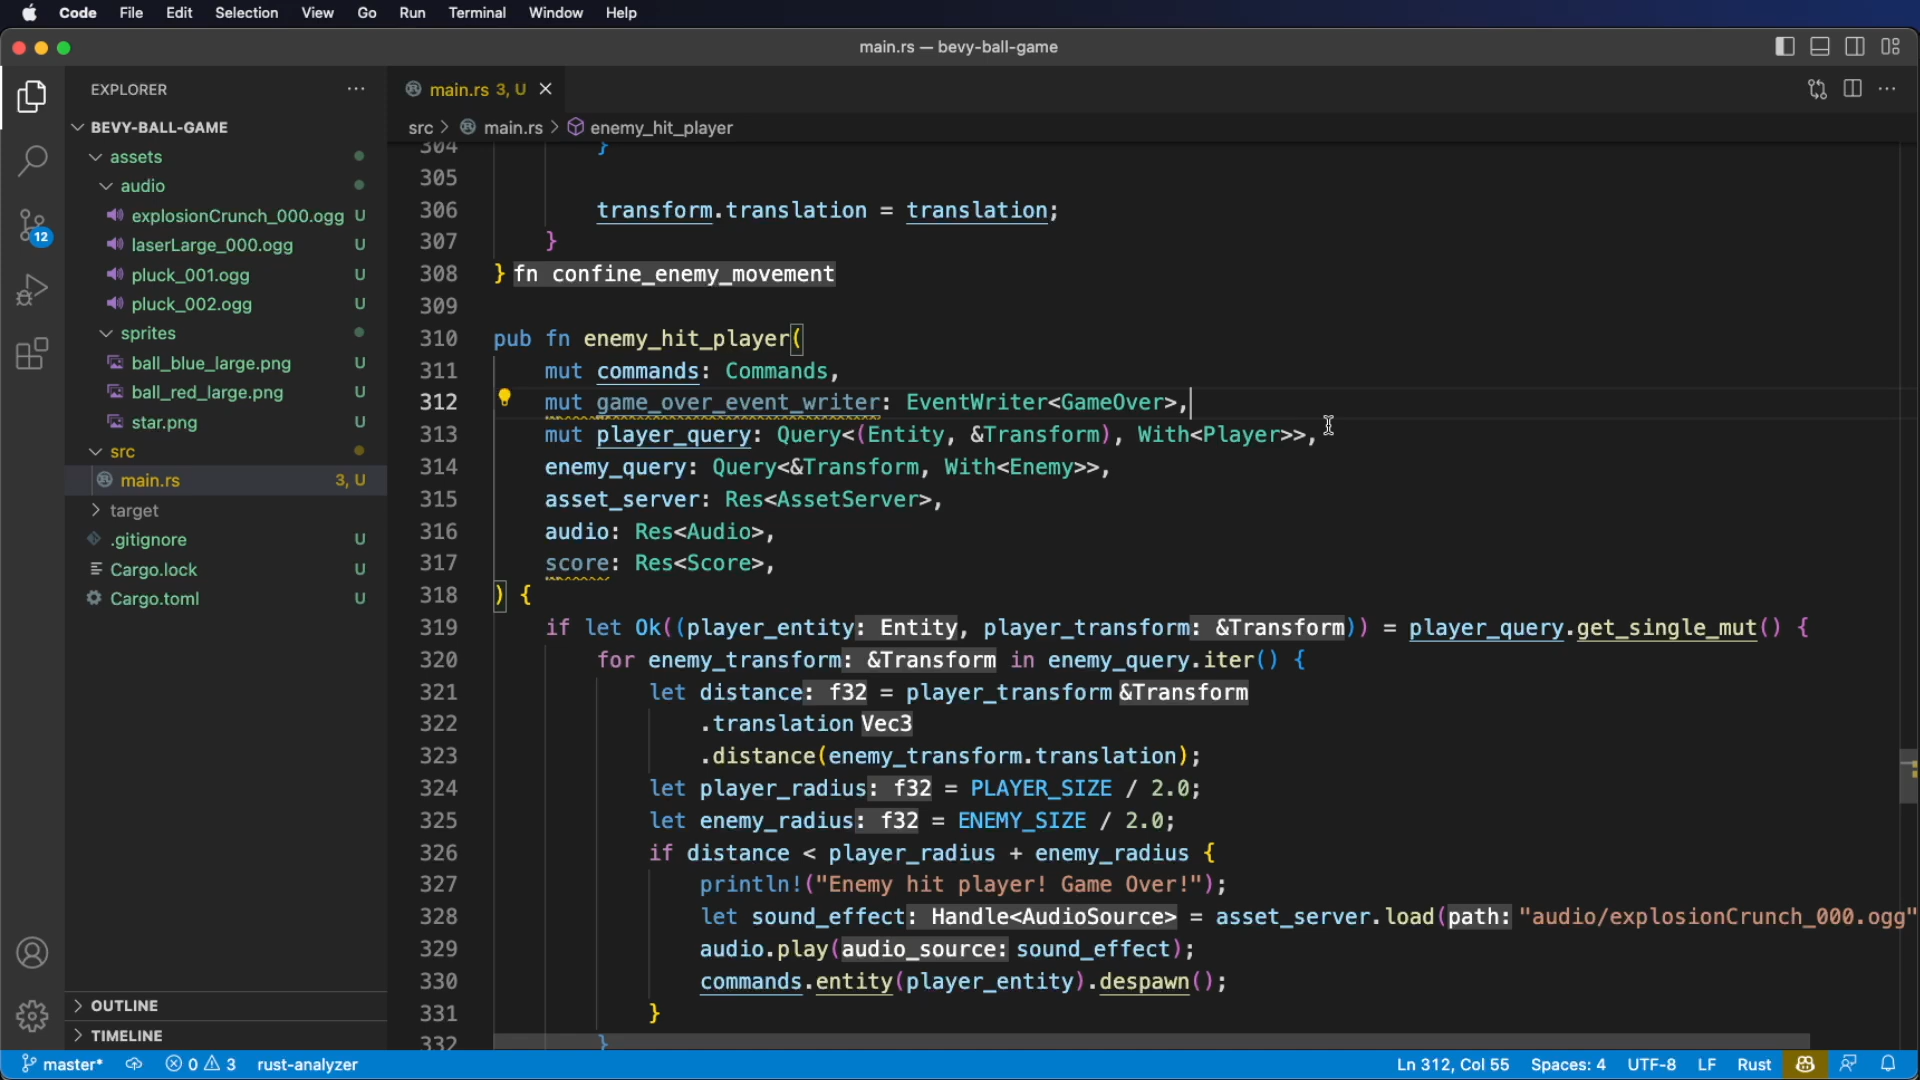 Code File Edit Selection View Go Run Terminal Window Help
main.rs — bevy-ball-game
EXPLORER ···
main.rs 3, U ×
BEVY-BALL-GAME
src > main.rs > enemy_hit_player
assets
audio
explosionCrunch_000.ogg U
laserLarge_000.ogg U
pluck_001.ogg U
pluck_002.ogg U
sprites
ball_blue_large.png U
ball_red_large.png U
star.png U
src
main.rs 3, U
target
.gitignore U
Cargo.lock U
Cargo.toml U
OUTLINE
TIMELINE
12
304 }
305
306 transform.translation = translation;
307 }
308 } fn confine_enemy_movement
309
310 pub fn enemy_hit_player(
311 mut commands: Commands,
312 mut game_over_event_writer: EventWriter<GameOver>,
313 mut player_query: Query<(Entity, &Transform), With<Player>>,
314 enemy_query: Query<&Transform, With<Enemy>>,
315 asset_server: Res<AssetServer>,
316 audio: Res<Audio>,
317 score: Res<Score>,
318 ) {
319 if let Ok((player_entity: Entity, player_transform: &Transform)) = player_query.get_single_mut() {
320 for enemy_transform: &Transform in enemy_query.iter() {
321 let distance: f32 = player_transform &Transform
322 .translation Vec3
323 .distance(enemy_transform.translation);
324 let player_radius: f32 = PLAYER_SIZE / 2.0;
325 let enemy_radius: f32 = ENEMY_SIZE / 2.0;
326 if distance < player_radius + enemy_radius {
327 println!("Enemy hit player! Game Over!");
328 let sound_effect: Handle<AudioSource> = asset_server.load(path: "audio/explosionCrunch_000.ogg"
329 audio.play(audio_source: sound_effect);
330 commands.entity(player_entity).despawn();
331 }
332 }
master* 0 3 rust-analyzer Ln 312, Col 55 Spaces: 4 UTF-8 LF Rust